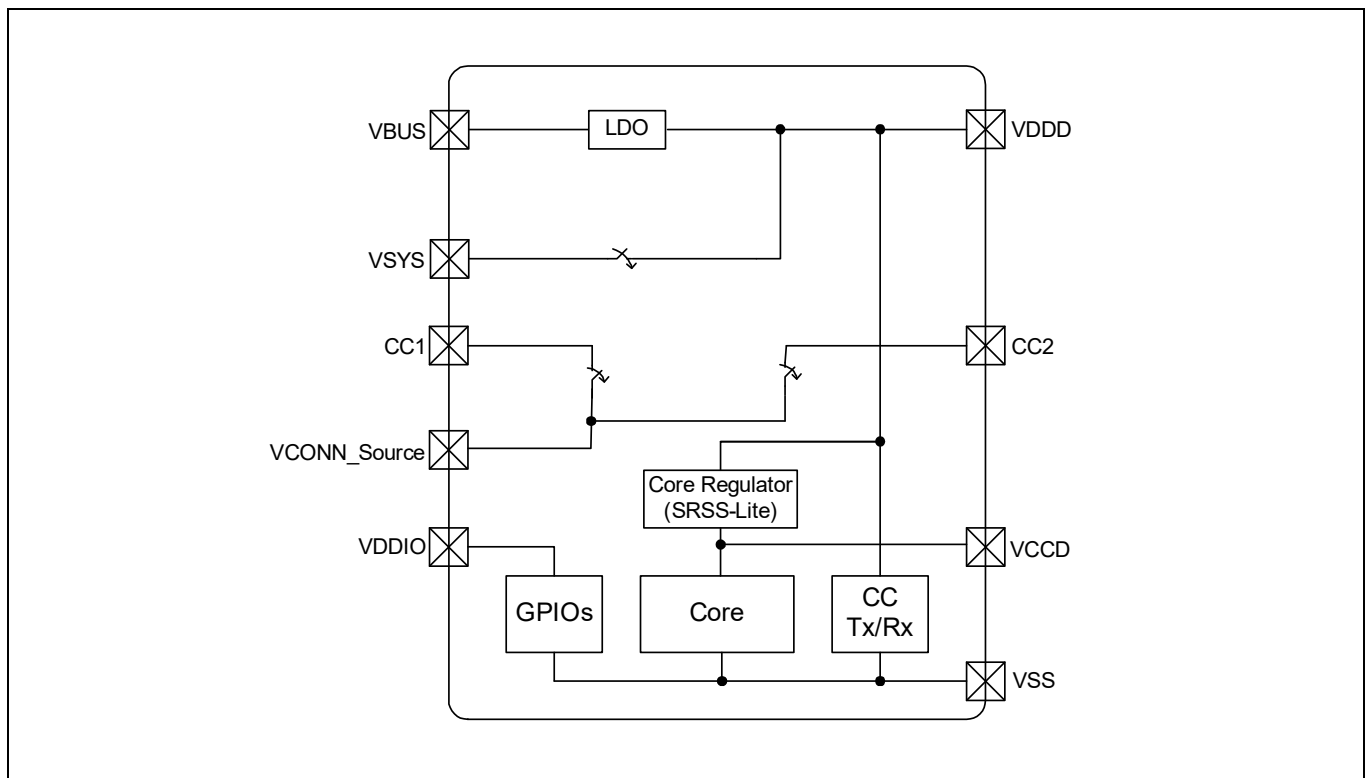 VBUS
LDO
VDDD
VSYS
CC1
CC2
VCONN_Source
Core Regulator
(SRSS-Lite)
VDDIO
VCCD
GPIOs
Core
CC
Tx/Rx
VSS